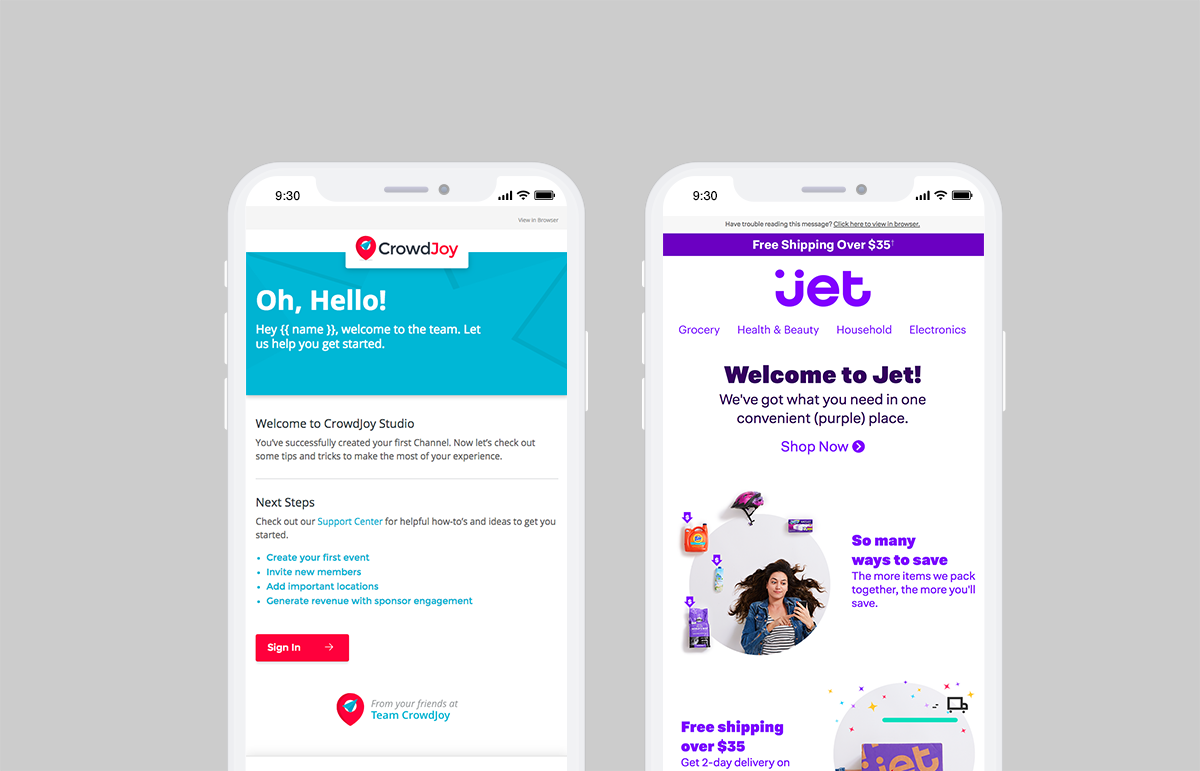 9:30
View in Browser
CrowdJoy
Oh, Hello!
Hey {{ name }}, welcome to the team. Let
us help you get started.
Welcome to CrowdJoy Studio
You've successfully created your first Channel. Now let's check out
some tips and tricks to make the most of your experience.
Next Steps
Check out our Support Center for helpful how-to's and ideas to get you
started.
• Create your first event
• Invite new members
• Add important locations
• Generate revenue with sponsor engagement
Sign In →
From your friends at
Team CrowdJoy
9:30
Have trouble reading this message? Click here to view in browser.
Free Shipping Over $35†
jet
Grocery Health & Beauty Household Electronics
Welcome to Jet!
We've got what you need in one
convenient (purple) place.
Shop Now
So many
ways to save
The more items we pack
together, the more you'll
save.
Tide
Free shipping
over $35
Get 2-day delivery on
jet